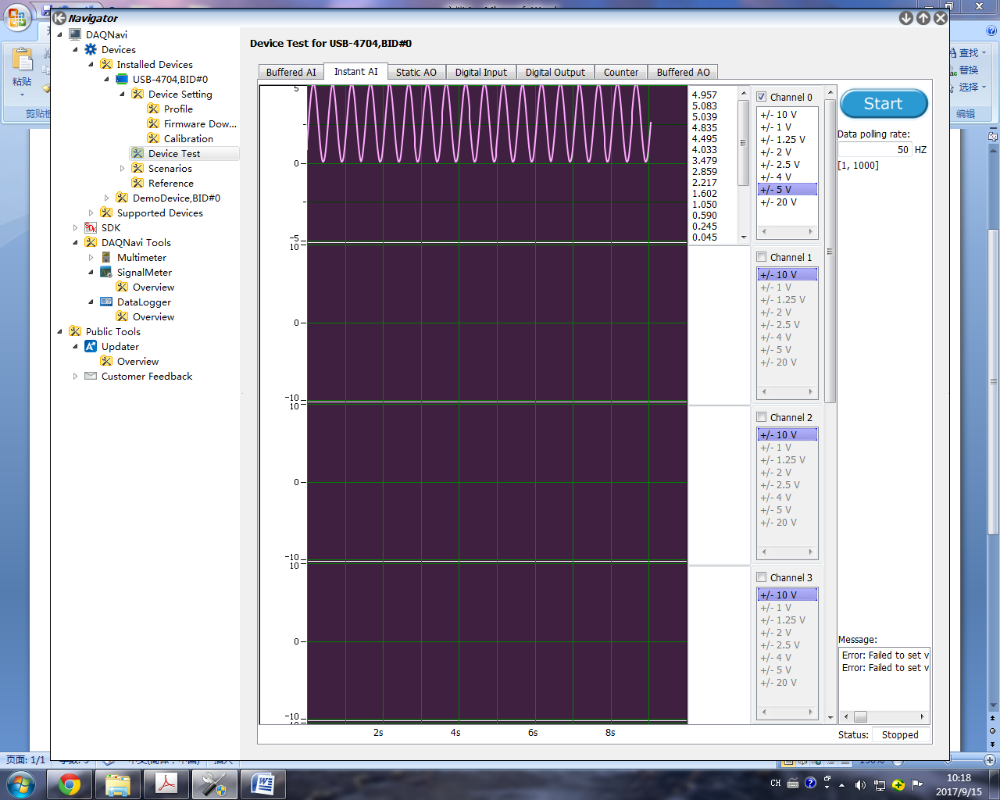 Navigator
DAQNavi
Devices
Installed Devices
USB-4704,BID#0
Device Setting
Profile
Firmware Dow...
Calibration
Device Test
Scenarios
Reference
DemoDevice,BID#0
Supported Devices
SDK
DAQNavi Tools
Multimeter
SignalMeter
Overview
DataLogger
Overview
Public Tools
Updater
Overview
Customer Feedback
粘贴
剪贴板
Device Test for USB-4704,BID#0
Buffered AI
Instant AI
Static AO
Digital Input
Digital Output
Counter
Buffered AO
5
0
-5
10
0
-10
10
0
-10
10
0
-10
2s
4s
6s
8s
4.957
5.083
5.039
4.835
4.495
4.033
3.479
2.859
2.217
1.602
1.050
0.590
0.245
0.045
Channel 0
+/- 10 V
+/- 1 V
+/- 1.25 V
+/- 2 V
+/- 2.5 V
+/- 4 V
+/- 5 V
+/- 20 V
Channel 1
+/- 10 V
+/- 1 V
+/- 1.25 V
+/- 2 V
+/- 2.5 V
+/- 4 V
+/- 5 V
+/- 20 V
Channel 2
+/- 10 V
+/- 1 V
+/- 1.25 V
+/- 2 V
+/- 2.5 V
+/- 4 V
+/- 5 V
+/- 20 V
Channel 3
+/- 10 V
+/- 1 V
+/- 1.25 V
+/- 2 V
+/- 2.5 V
+/- 4 V
+/- 5 V
+/- 20 V
Start
Data polling rate:
50 HZ
[1, 1000]
Message:
Error: Failed to set v
Error: Failed to set v
Status: Stopped
查找
替换
选择
编辑
页面: 1/1
CH
10:18
2017/9/15